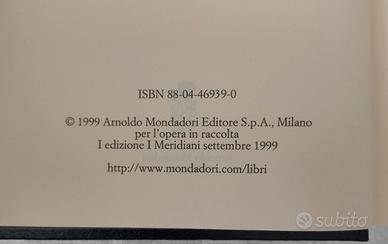 ISBN 88-04-46939-0
© 1999 Arnoldo Mondadori Editore S.p.A., Milano
per l'opera in raccolta
I edizione I Meridiani settembre 1999
http://www.mondadori.com/libri
subito